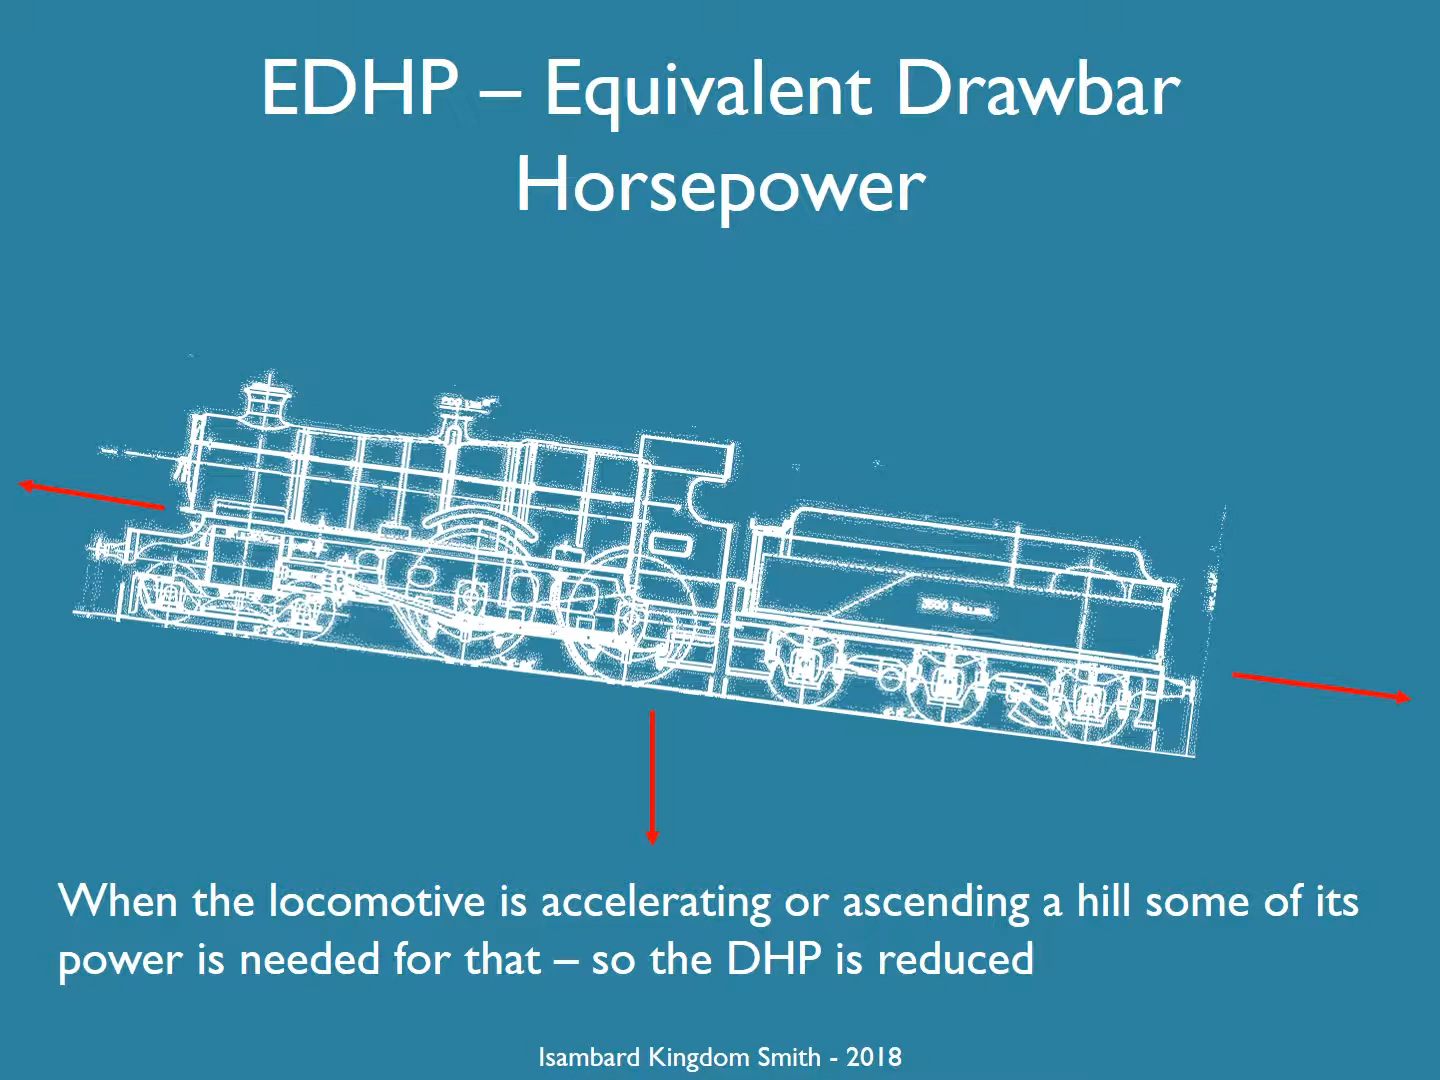 EDHP – Equivalent Drawbar
Horsepower
When the locomotive is accelerating or ascending a hill some of its
power is needed for that – so the DHP is reduced
Isambard Kingdom Smith - 2018